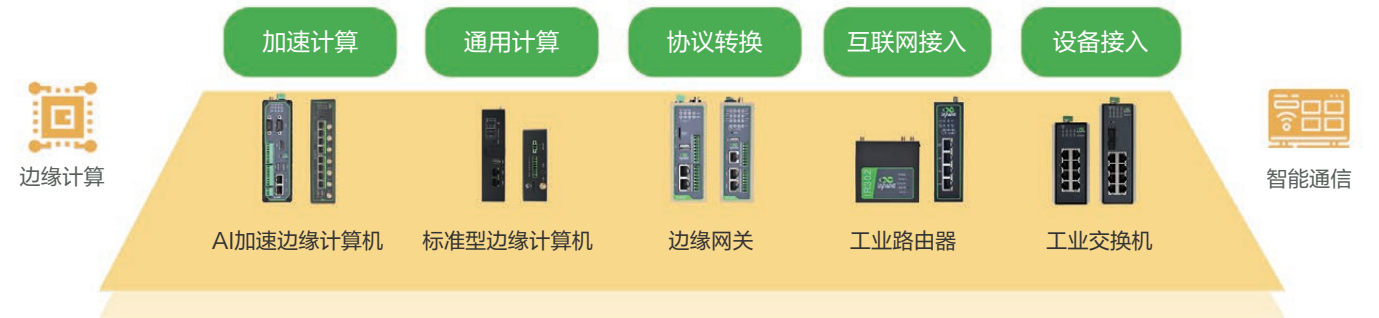 加速计算
通用计算
协议转换
互联网接入
设备接入
边缘计算
智能通信
IR302
AI加速边缘计算机
标准型边缘计算机
边缘网关
工业路由器
工业交换机